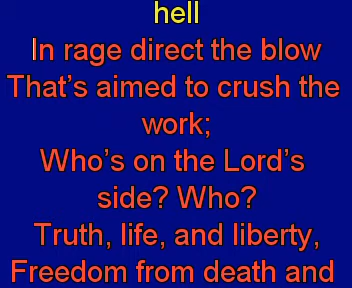 hell
In rage direct the blow
That’s aimed to crush the
work;
Who’s on the Lord’s
side? Who?
Truth, life, and liberty,
Freedom from death and